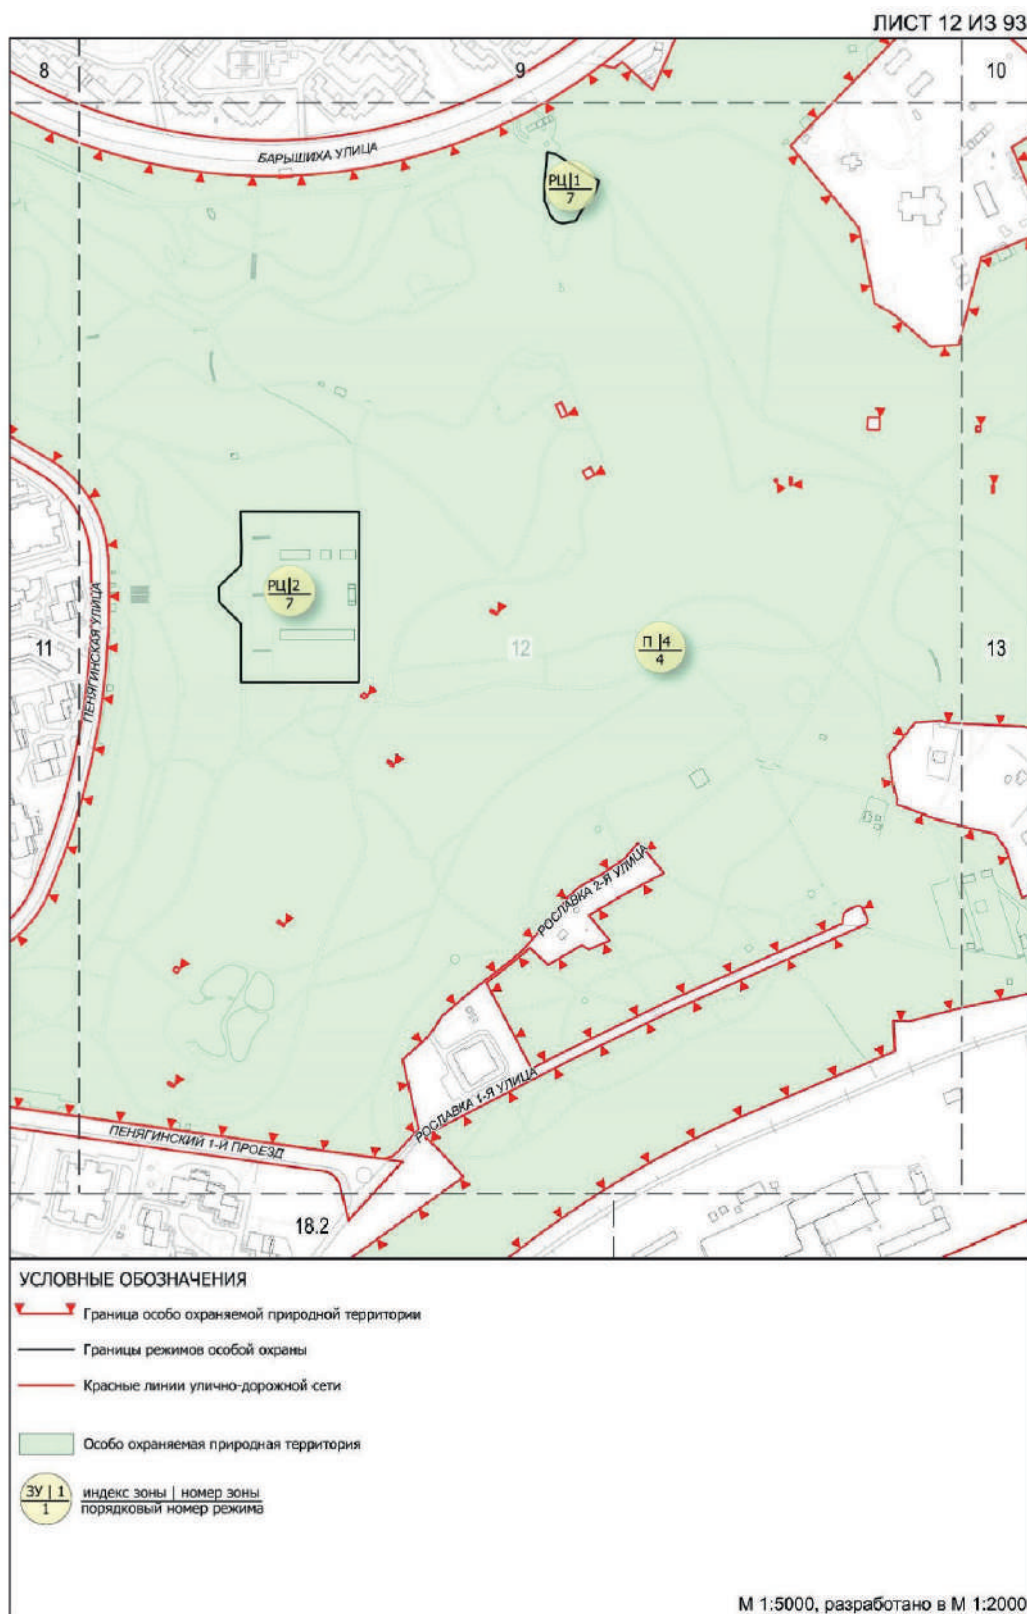 ЛИСТ 12 ИЗ 93
8
9
10
БАРЫШИХА УЛИЦА
РЦ|1
7
ПЕНЯГИНСКАЯ УЛИЦА
РЦ|2
7
11
12
П |4
4
13
РОСЛАВКА 2-Я УЛИЦА
РОСЛАВКА 1-Я УЛИЦА
ПЕНЯГИНСКИЙ 1-Й ПРОЕЗД
18.2
УСЛОВНЫЕ ОБОЗНАЧЕНИЯ
Граница особо охраняемой природной территории
Границы режимов особой охраны
Красные линии улично-дорожной сети
Особо охраняемая природная территория
ЗУ | 1
1
индекс зоны | номер зоны
порядковый номер режима
М 1:5000, разработано в М 1:2000